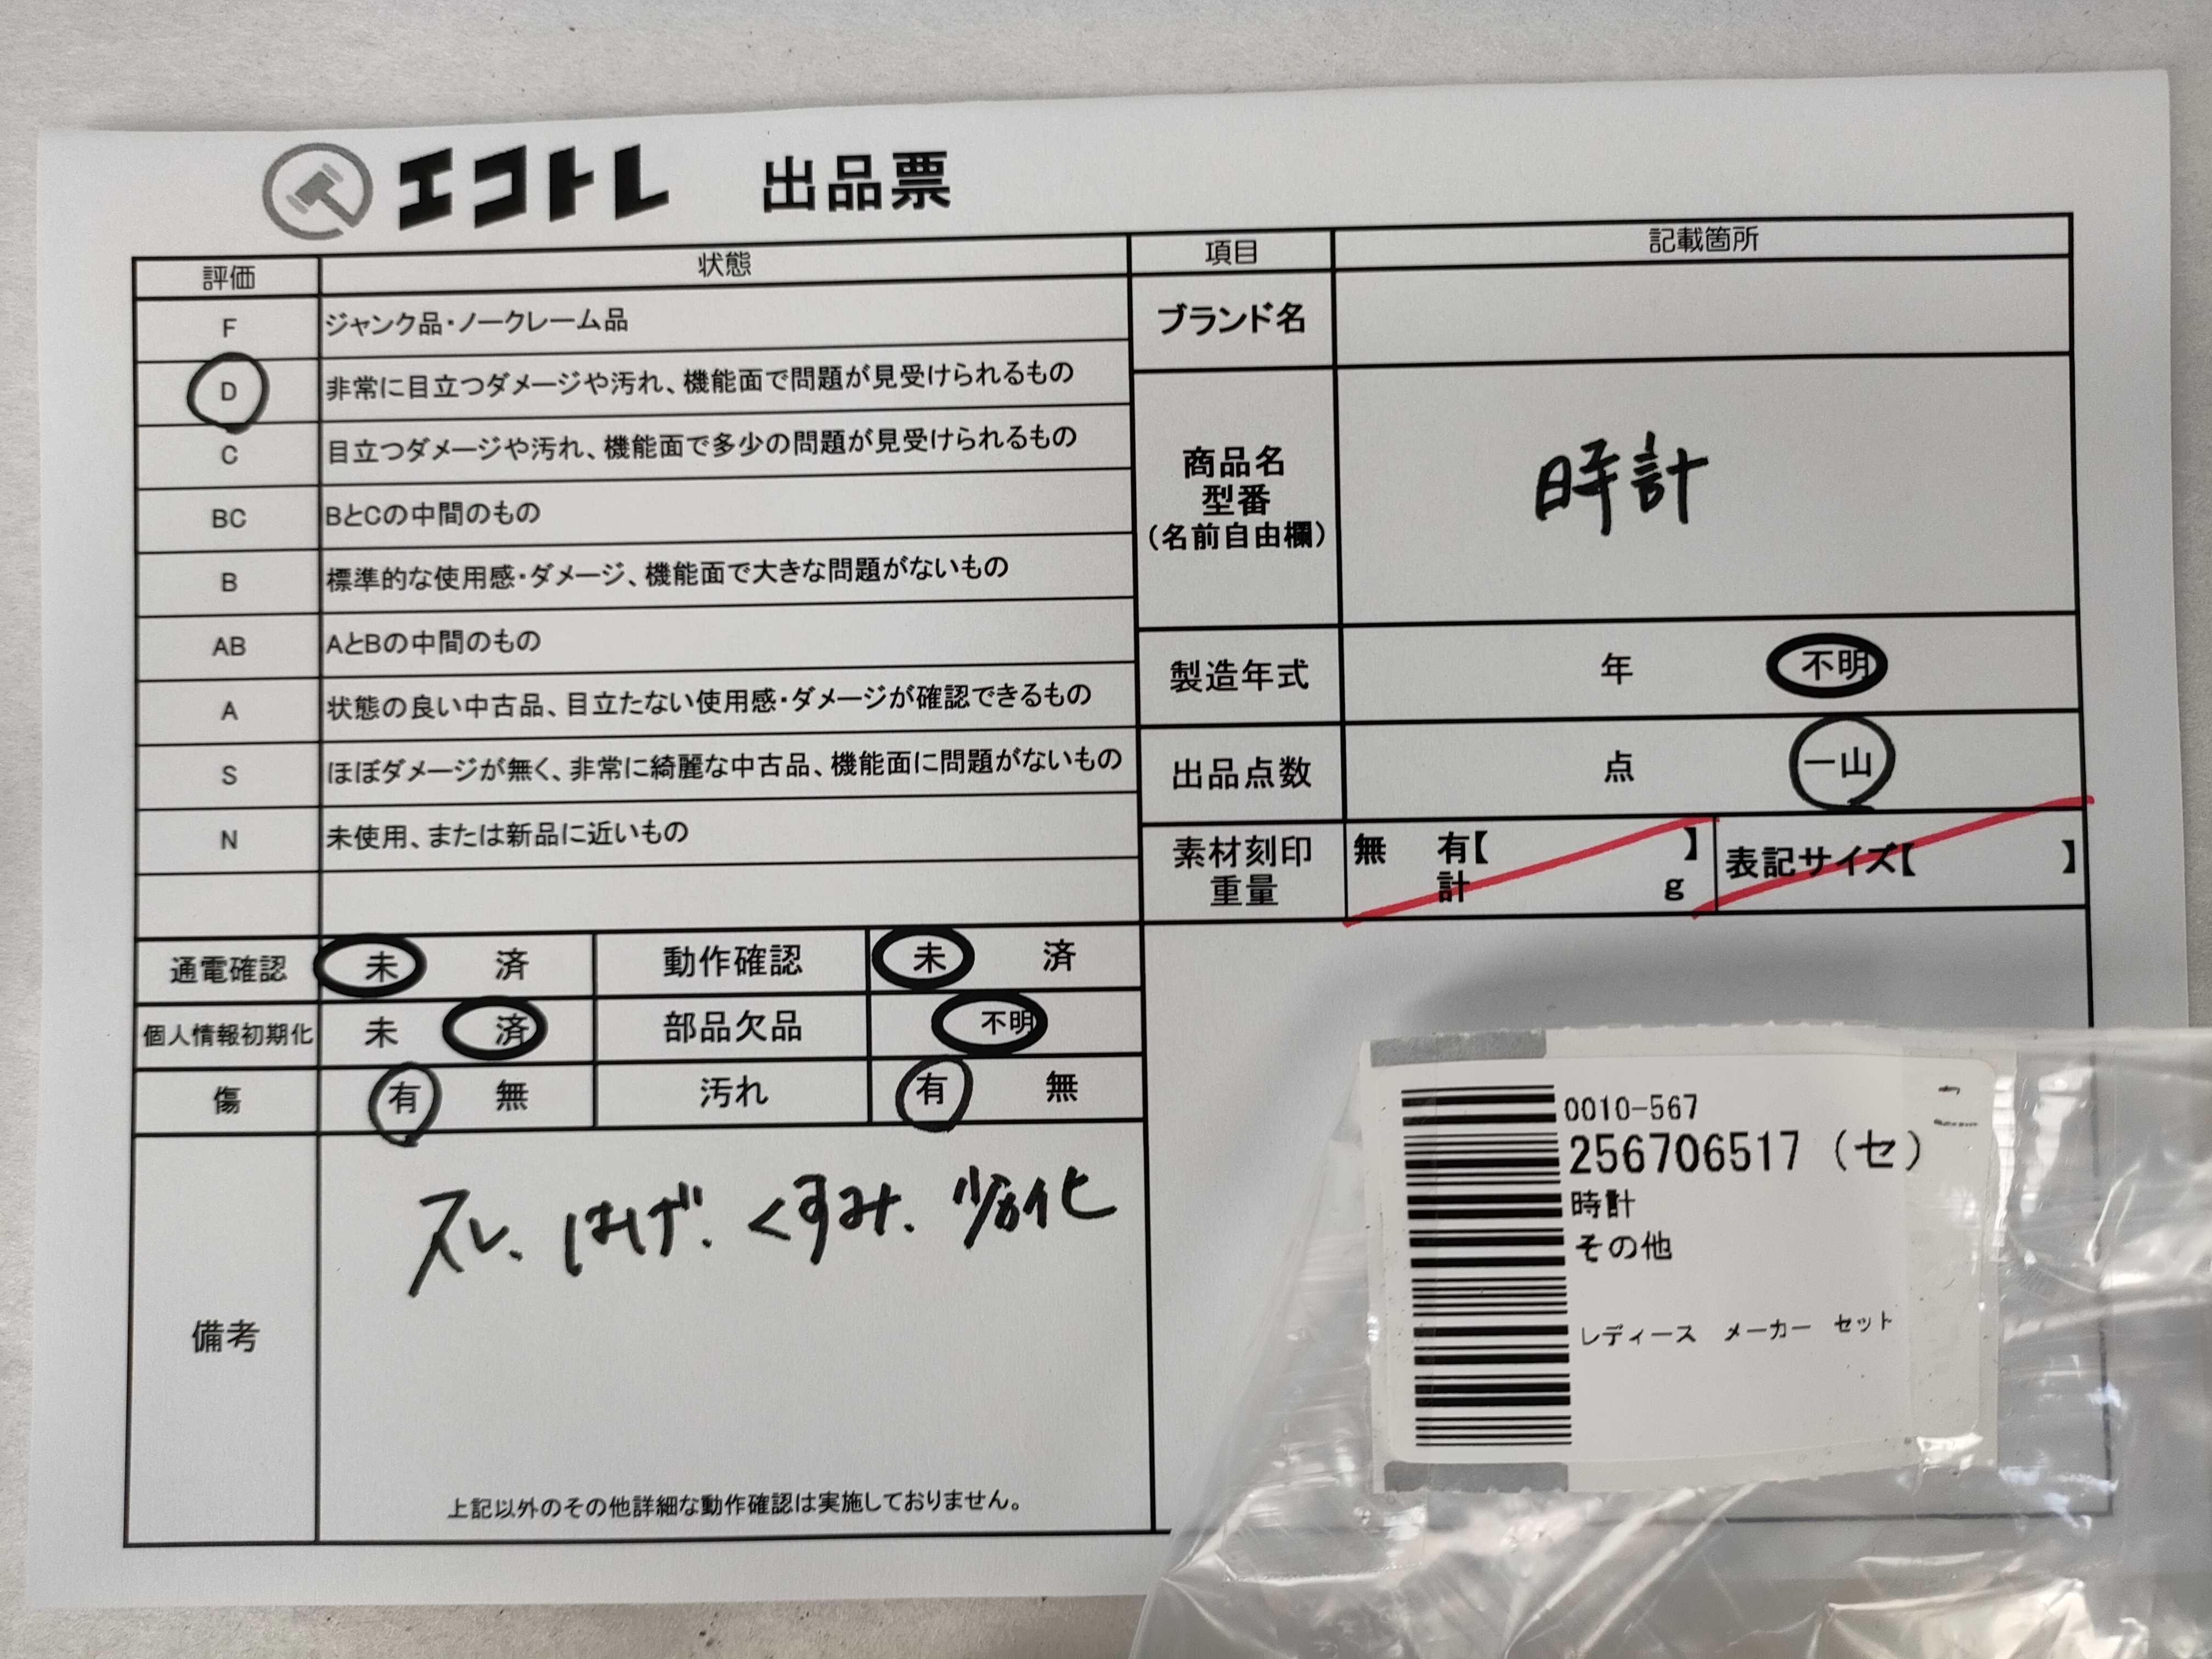 エコトレ 出品票
評価 状態
F ジャンク品・ノークレーム品
D 非常に目立つダメージや汚れ、機能面で問題が見受けられるもの
C 目立つダメージや汚れ、機能面で多少の問題が見受けられるもの
BC BとCの中間のもの
B 標準的な使用感・ダメージ、機能面で大きな問題がないもの
AB AとBの中間のもの
A 状態の良い中古品、目立たない使用感・ダメージが確認できるもの
S ほぼダメージが無く、非常に綺麗な中古品、機能面に問題がないもの
N 未使用、または新品に近いもの
通電確認 未 済 動作確認 未 済
個人情報初期化 未 済 部品欠品 不明
傷 有 無 汚れ 有 無
備考
スレ、はげ、くすみ、劣化
上記以外のその他詳細な動作確認は実施しておりません。
項目 記載箇所
ブランド名
商品名
型番
(名前自由欄)
時計
製造年式 年 不明
出品点数 点 一山
素材刻印
重量
無 有【 】
計 g
表記サイズ【 】
0010-567
256706517(セ)
時計
その他
レディース メーカー セット